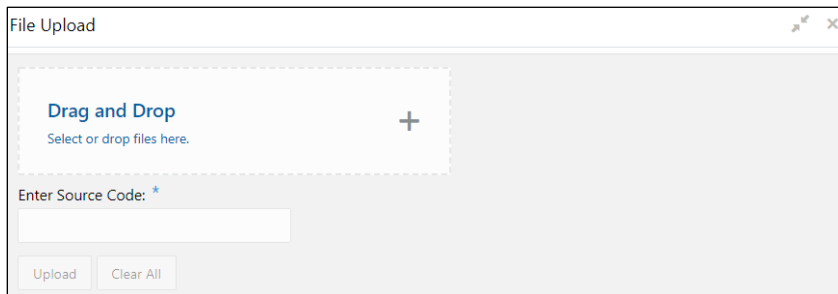 File Upload
Drag and Drop
Select or drop files here.
Enter Source Code: *
Upload Clear All